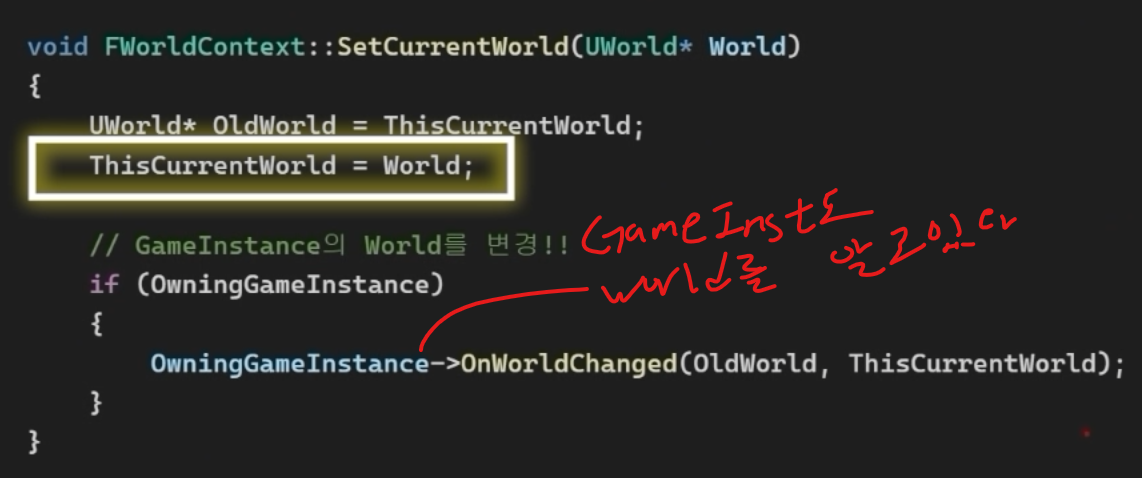 void FWorldContext::SetCurrentWorld(UWorld* World)
{
UWorld* OldWorld = ThisCurrentWorld;
ThisCurrentWorld = World;
// GameInstance의 World를 변경!!
GameInst도
world를 알고있다
if (OwningGameInstance)
{
OwningGameInstance->OnWorldChanged(OldWorld, ThisCurrentWorld);
}
}